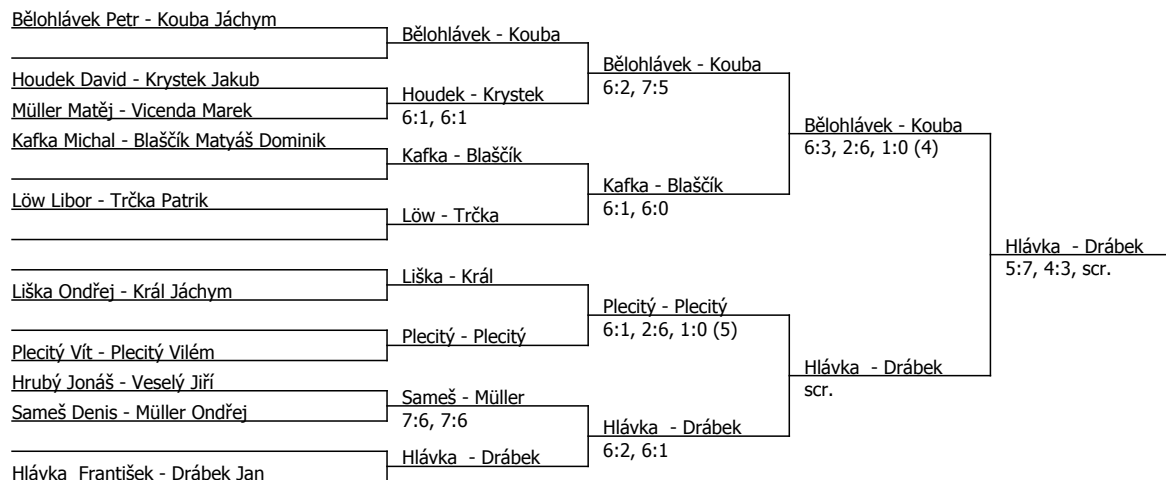 Bělohlávek Petr - Kouba Jáchym
Houdek David - Krystek Jakub
Müller Matěj - Vicenda Marek
Kafka Michal - Blaščík Matyáš Dominik
Löw Libor - Trčka Patrik
Liška Ondřej - Král Jáchym
Plecitý Vít - Plecitý Vilém
Hrubý Jonáš - Veselý Jiří
Sameš Denis - Müller Ondřej
Hlávka František - Drábek Jan
Bělohlávek - Kouba
Houdek - Krystek
6:1, 6:1
Kafka - Blaščík
Löw - Trčka
Liška - Král
Plecitý - Plecitý
Sameš - Müller
7:6, 7:6
Hlávka - Drábek
Bělohlávek - Kouba
6:2, 7:5
Kafka - Blaščík
6:1, 6:0
Plecitý - Plecitý
6:1, 2:6, 1:0 (5)
Hlávka - Drábek
6:2, 6:1
Bělohlávek - Kouba
6:3, 2:6, 1:0 (4)
Hlávka - Drábek
scr.
Hlávka - Drábek
5:7, 4:3, scr.